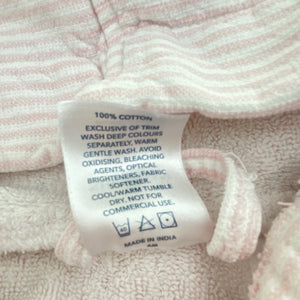 100% COTTON
EXCLUSIVE OF TRIM
WASH DEEP COLOURS
SEPARATELY, WARM
GENTLE WASH. AVOID
OXIDISING, BLEACHING
AGENTS, OPTICAL
BRIGHTENERS, FABRIC
SOFTENER.
COOL/WARM TUMBLE
DRY. NOT FOR
COMMERCIAL USE.
40
MADE IN INDIA